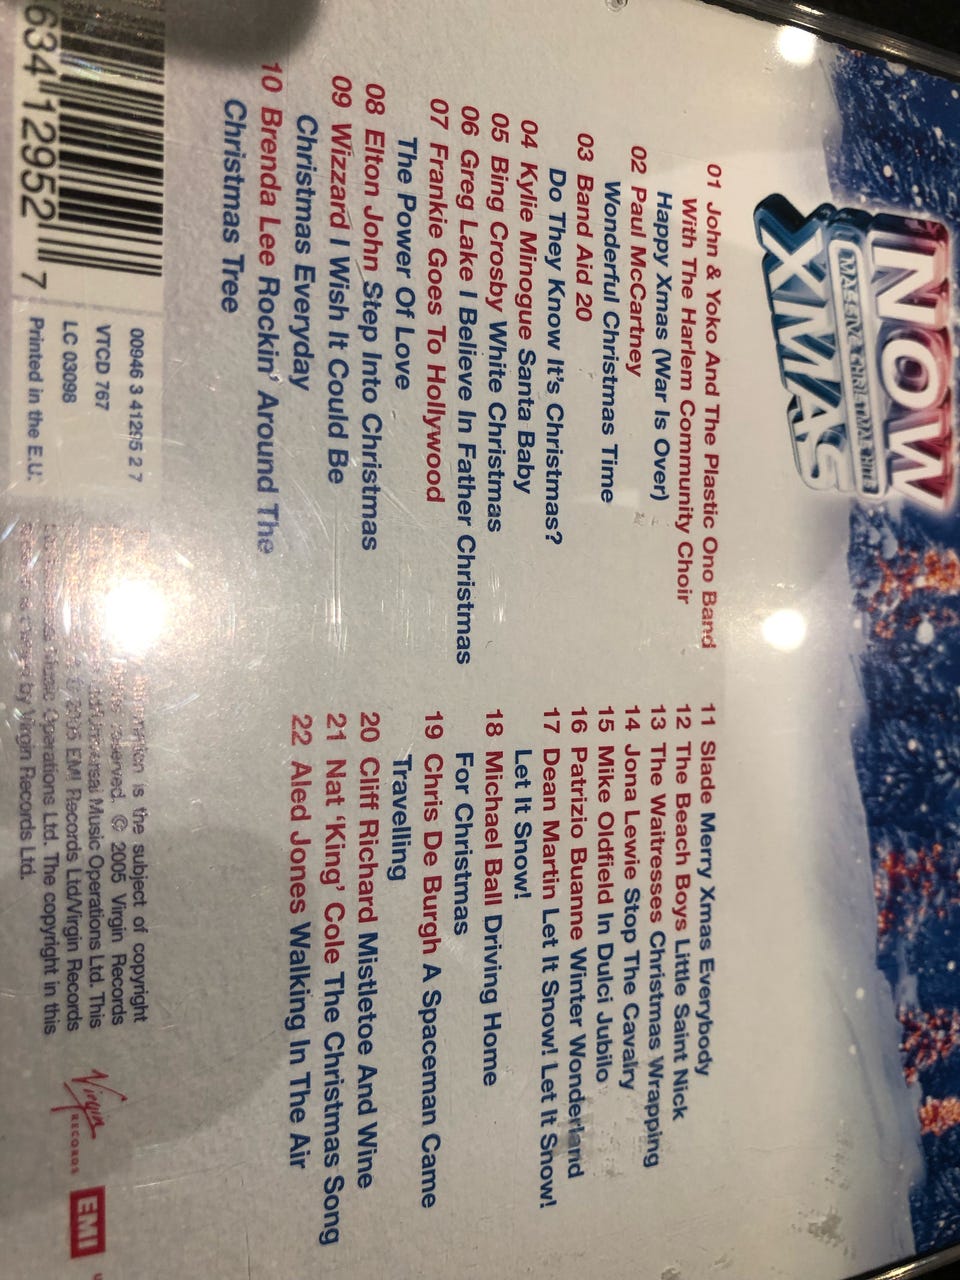 NOW
MASSIVE CHRISTMAS HITS
XMAS
01 John & Yoko And The Plastic Ono Band
With The Harlem Community Choir
Happy Xmas (War Is Over)
02 Paul McCartney
Wonderful Christmas Time
03 Band Aid 20
Do They Know It's Christmas?
04 Kylie Minogue Santa Baby
05 Bing Crosby White Christmas
06 Greg Lake I Believe In Father Christmas
07 Frankie Goes To Hollywood
The Power Of Love
08 Elton John Step Into Christmas
09 Wizzard I Wish It Could Be
Christmas Everyday
10 Brenda Lee Rockin' Around The
Christmas Tree
11 Slade Merry Xmas Everybody
12 The Beach Boys Little Saint Nick
13 The Waitresses Christmas Wrapping
14 Jona Lewie Stop The Cavalry
15 Mike Oldfield In Dulci Jubilo
16 Patrizio Buanne Winter Wonderland
17 Dean Martin Let It Snow! Let It Snow!
Let It Snow!
18 Michael Ball Driving Home
For Christmas
19 Chris De Burgh A Spaceman Came
Travelling
20 Cliff Richard Mistletoe And Wine
21 Nat 'King' Cole The Christmas Song
22 Aled Jones Walking In The Air
634 12952 7
00946 3 41295 2 7
VTCD 767
LC 03098
Printed in the E.U.
is the subject of copyright
reserved. © 2005 Virgin Records
Universal Music Operations Ltd. This
2005 EMI Records Ltd/Virgin Records
Music Operations Ltd. The copyright in this
by Virgin Records Ltd.
Virgin
RECORDS
EMI